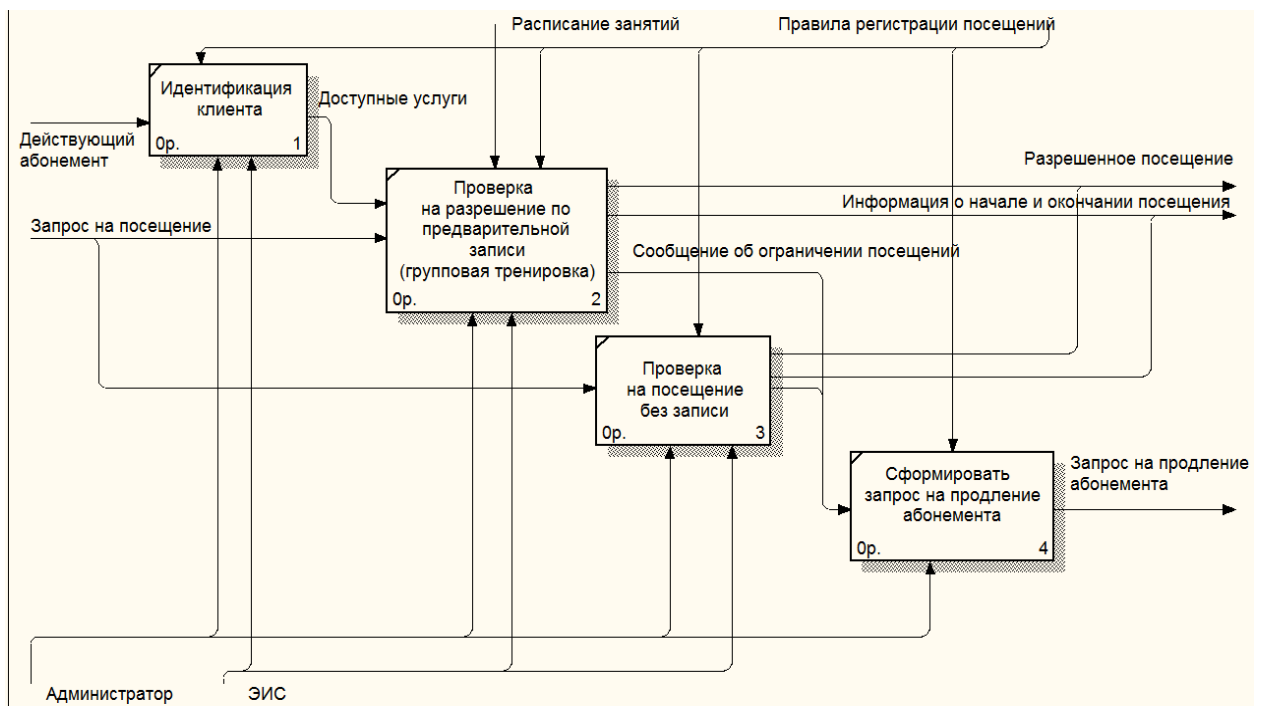 Расписание занятий
Правила регистрации посещений
Идентификация
клиента
0р.
1
Доступные услуги
Действующий
абонемент
Проверка
на разрешение по
предварительной
записи
(групповая тренировка)
0р.
2
Разрешенное посещение
Информация о начале и окончании посещения
Запрос на посещение
Сообщение об ограничении посещений
Проверка
на посещение
без записи
0р.
3
Сформировать
запрос на продление
абонемента
0р.
4
Запрос на продление
абонемента
Администратор
ЭИС